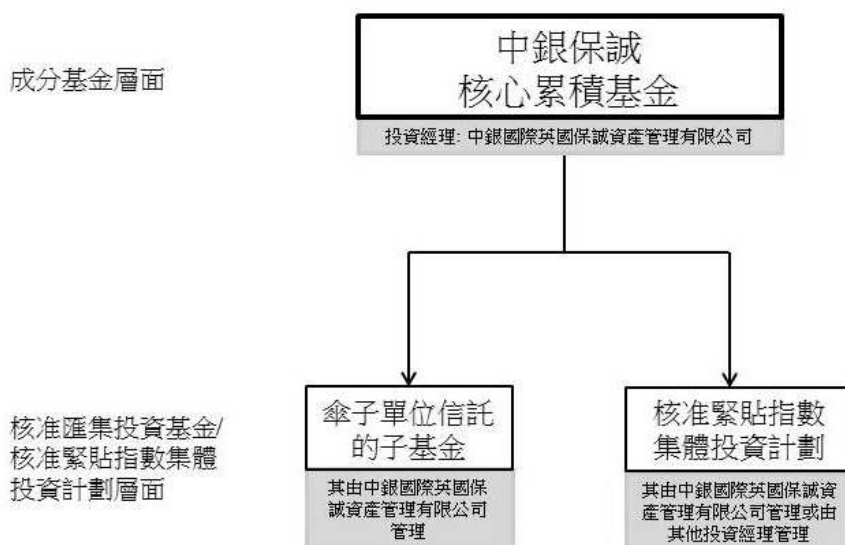 中銀保誠
核心累積基金
成分基金層面
投資經理: 中銀國際英國保誠資產管理有限公司
傘子單位信託
的子基金
核准緊貼指數
集體投資計劃
核准匯集投資基金/
核准緊貼指數集體
投資計劃層面
其由中銀國際英國保
誠資產管理有限公司
管理
其由中銀國際英國保誠資
產管理有限公司管理或由
其他投資經理管理